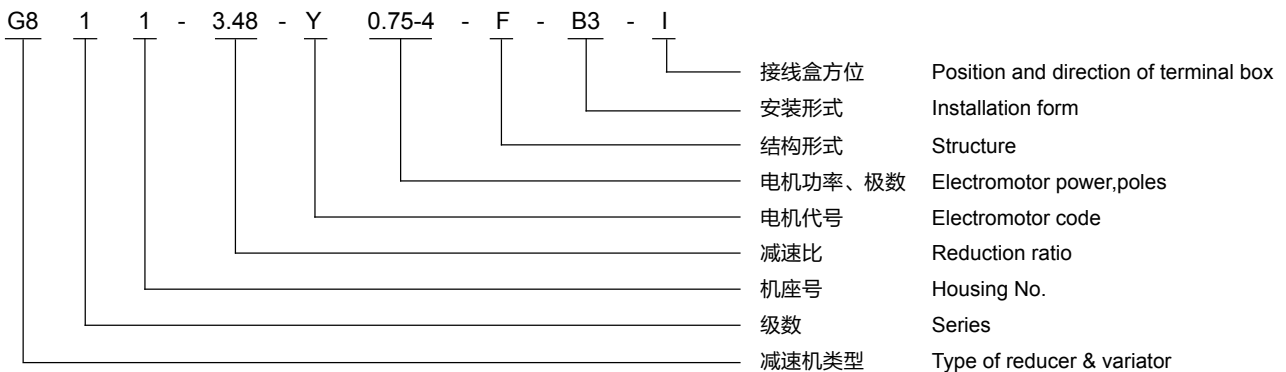 G8 1 1 - 3.48 - Y 0.75-4 - F - B3 - I
接线盒方位 Position and direction of terminal box
安装形式 Installation form
结构形式 Structure
电机功率、极数 Electromotor power,poles
电机代号 Electromotor code
减速比 Reduction ratio
机座号 Housing No.
级数 Series
减速机类型 Type of reducer & variator